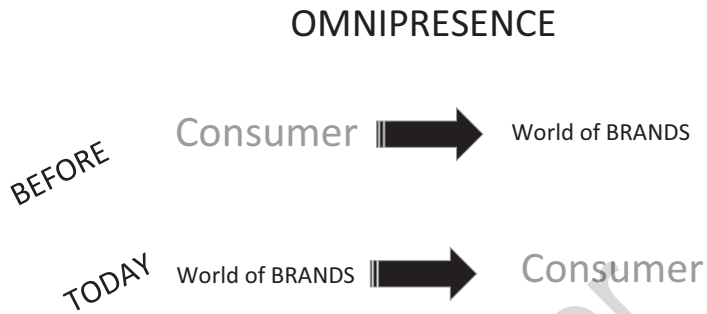 OMNIPRESENCE
BEFORE
Consumer World of BRANDS
TODAY
World of BRANDS Consumer